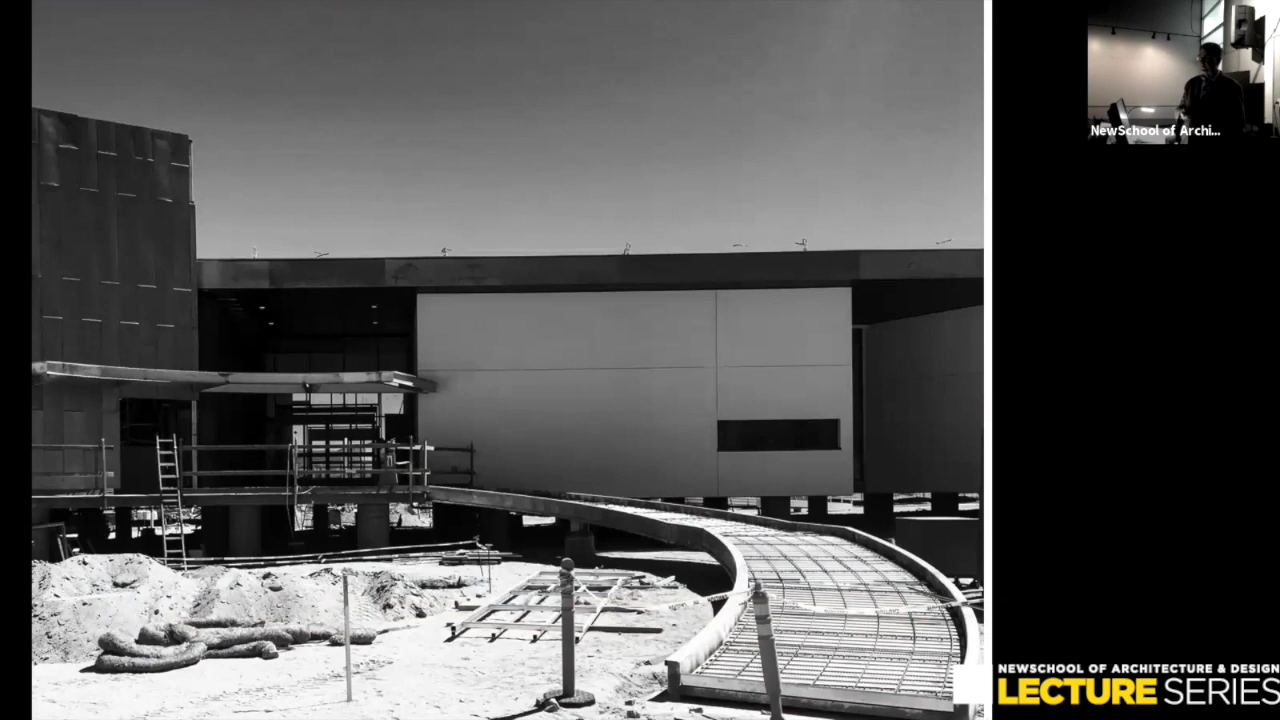 NewSchool of Archi...
NEWSCHOOL OF ARCHITECTURE & DESIGN
LECTURE SERIES